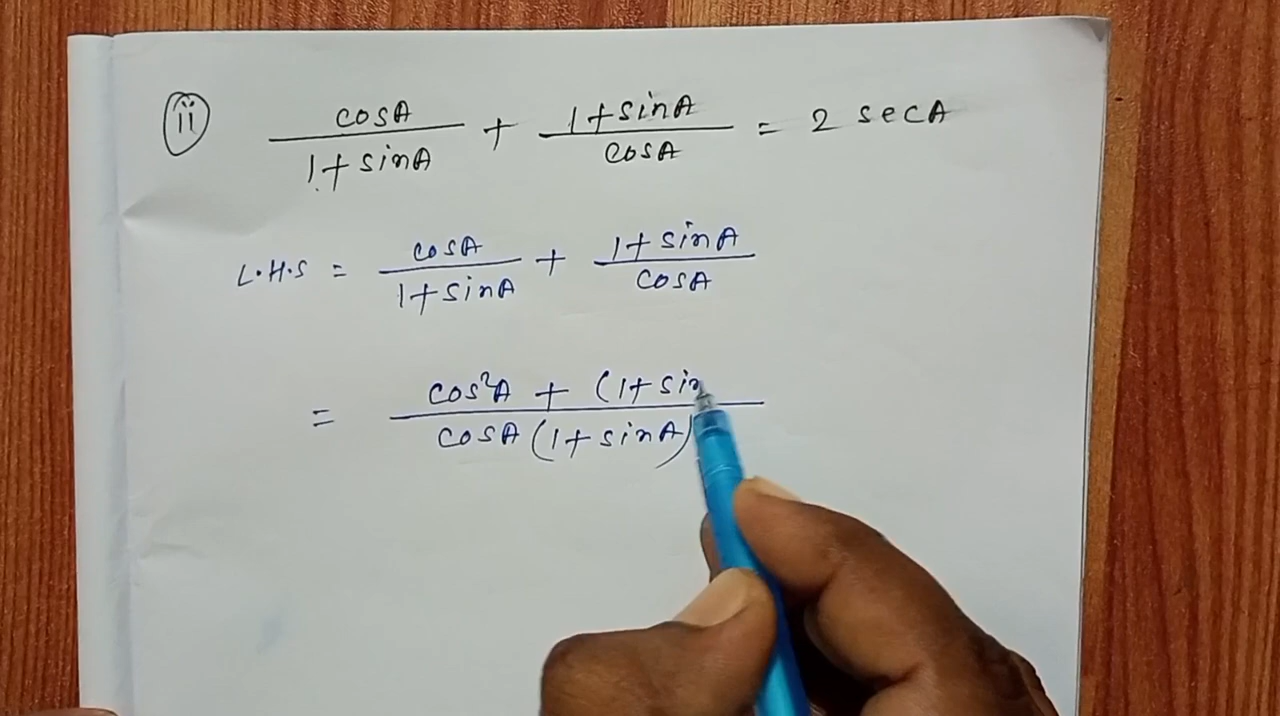 ii cosA / 1+sinA + 1+sinA / cosA = 2 secA
L.H.S = cosA / 1+sinA + 1+sinA / cosA
= cos²A + (1+sin / cosA(1+sinA)